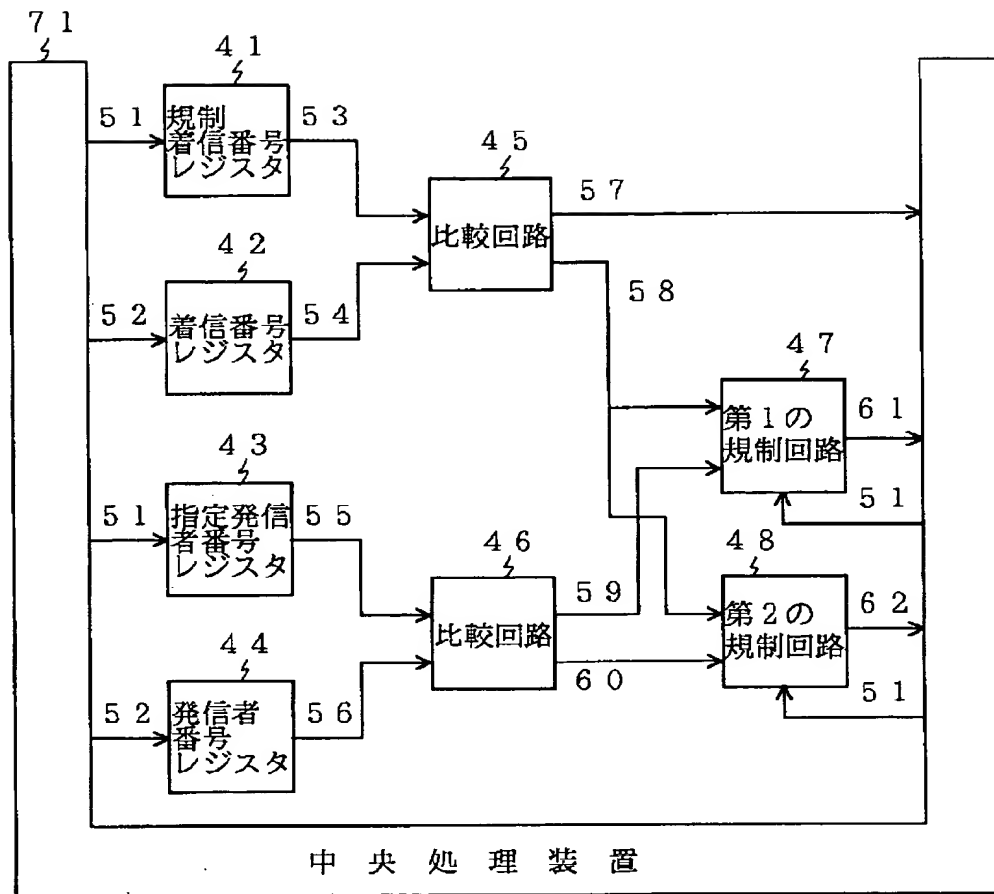 71
41
51
規制
着信番号
レジスタ
53
45
57
比較回路
42
52
着信番号
レジスタ
54
58
47
第1の
規制回路
61
51
43
51
指定発信
者番号
レジスタ
55
46
59
比較回路
60
48
第2の
規制回路
62
51
44
52
発信者
番号
レジスタ
56
中央処理装置